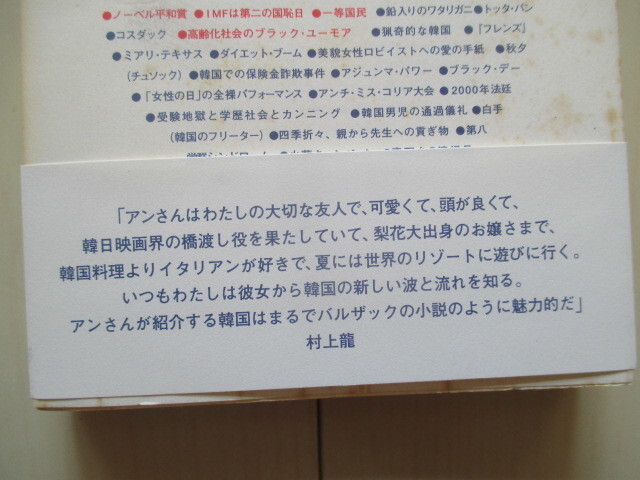 ●ノーベル平和賞 ●IMFは第二の国恥日 ●一等国民 ●鉛入りのワタリガニ●トッタ・バン
●コスダック ●高齢化社会のブラック・ユーモア ●猟奇的な韓国 ●『フレンズ』
●ミアリ・テキサス ●ダイエット・ブーム ●美貌女性ロビイストへの愛の手紙 ●秋夕
(チュソック) ●韓国での保険金詐欺事件 ●アジュンマ・パワー ●ブラック・デー
●「女性の日」の全裸パフォーマンス ●アンチ・ミス・コリア大会 ●2000年法廷
●受験地獄と学歴社会とカンニング ●韓国男児の通過儀礼 ●白手
(韓国のフリーター) ●四季折々、親から先生への貢ぎ物 ●第八
「アンさんはわたしの大切な友人で、可愛くて、頭が良くて、
韓日映画界の橋渡し役を果たしていて、梨花大出身のお嬢さまで、
韓国料理よりイタリアンが好きで、夏には世界のリゾートに遊びに行く。
いつもわたしは彼女から韓国の新しい波と流れを知る。
アンさんが紹介する韓国はまるでバルザックの小説のように魅力的だ」
村上龍